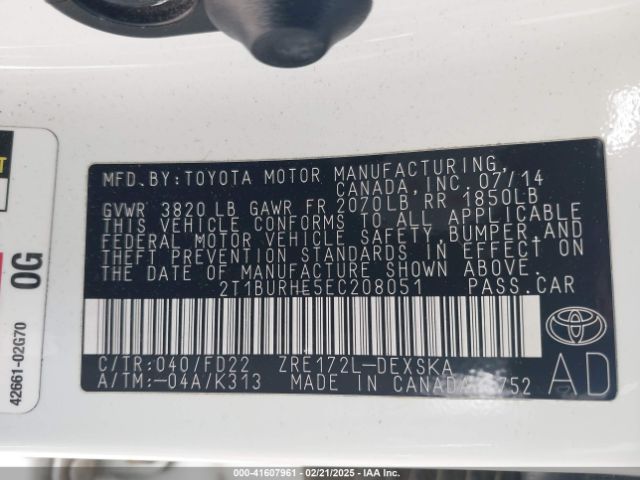 MFD. BY: TOYOTA MOTOR MANUFACTURING
CANADA, INC. 07/14
GVWR 3820 LB GAWR FR 2070LB, RR 1850LB
THIS VEHICLE CONFORMS TO ALL APPLICABLE
FEDERAL MOTOR VEHICLE SAFETY, BUMPER, AND
THEFT PREVENTION STANDARDS IN EFFECT ON
THE DATE OF MANUFACTURE SHOWN ABOVE.
2T1BURHE5EC208051 PASS. CAR
C/TR: 040/FD22 ZRE172L-DEXSKA
A/TM: -04A/K313 MADE IN CANADA
AD
0G
42661-02G70
000-41607961 - 02/21/2025 - IAA Inc.